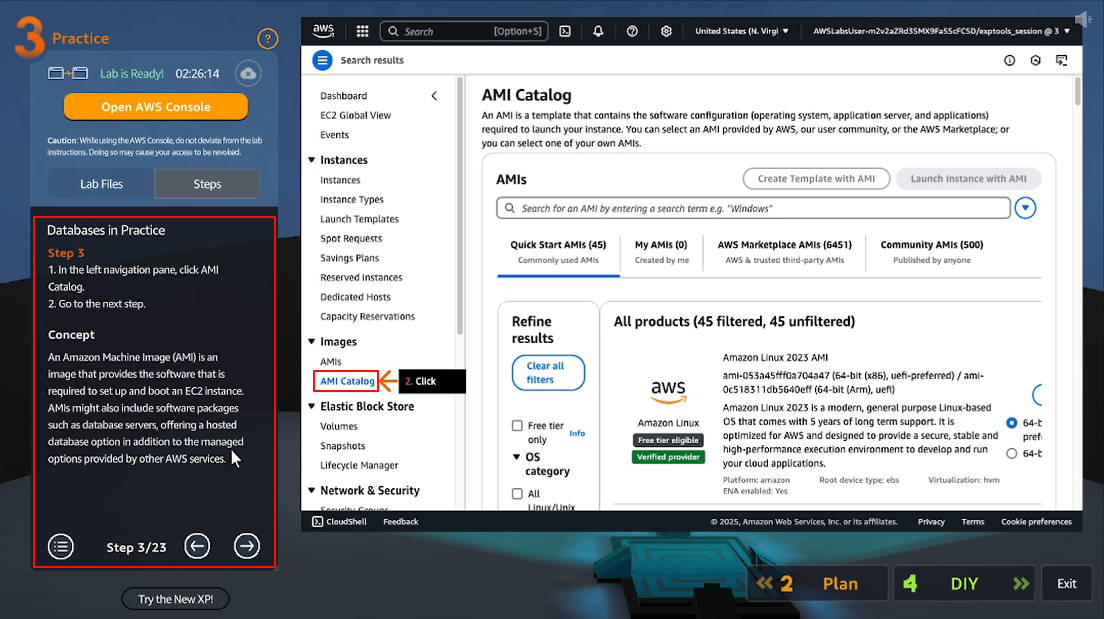 3 Practice
?
Lab is Ready! 02:26:14
Open AWS Console
Caution: While using the AWS Console, do not deviate from the lab
instructions. Doing so may cause your access to be revoked.
Lab Files
Steps
Databases in Practice
Step 3
1. In the left navigation pane, click AMI
Catalog.
2. Go to the next step.
Concept
An Amazon Machine Image (AMI) is an
image that provides the software that is
required to set up and boot an EC2 instance.
AMIs might also include software packages
such as database servers, offering a hosted
database option in addition to the managed
options provided by other AWS services.
Step 3/23
Try the New XP!
aws
Search [Option+S]
United States (N. Virgi
AWSLabsUser-m2v2aZRd3SMX9Fa5ScFC5D/exptools_session @ 3
Search results
Dashboard
EC2 Global View
Events
Instances
Instances
Instance Types
Launch Templates
Spot Requests
Savings Plans
Reserved Instances
Dedicated Hosts
Capacity Reservations
Images
AMIs
AMI Catalog
2. Click
Elastic Block Store
Volumes
Snapshots
Lifecycle Manager
Network & Security
Security Groups
AMI Catalog
An AMI is a template that contains the software configuration (operating system, application server, and applications)
required to launch your instance. You can select an AMI provided by AWS, our user community, or the AWS Marketplace; or
you can select one of your own AMIs.
AMIs
Create Template with AMI
Launch Instance with AMI
Search for an AMI by entering a search term e.g. "Windows"
Quick Start AMIs (45)
Commonly used AMIs
My AMIs (0)
Created by me
AWS Marketplace AMIs (6451)
AWS & trusted third-party AMIs
Community AMIs (500)
Published by anyone
Refine
results
Clear all
filters
Free tier
only
Info
OS
category
All
Linux/Unix
All products (45 filtered, 45 unfiltered)
aws
Amazon Linux
Free tier eligible
Verified provider
Amazon Linux 2023 AMI
ami-053a45fff0a704a47 (64-bit (x86), uefi-preferred) / ami-
0c518311db5640eff (64-bit (Arm), uefi)
Amazon Linux 2023 is a modern, general purpose Linux-based
OS that comes with 5 years of long term support. It is
optimized for AWS and designed to provide a secure, stable and
high-performance execution environment to develop and run
your cloud applications.
Platform: amazon Root device type: ebs Virtualization: hvm
ENA enabled: Yes
64-b
pref
64-b
CloudShell Feedback
© 2025, Amazon Web Services, Inc. or its affiliates. Privacy Terms Cookie preferences
2 Plan
4 DIY
Exit